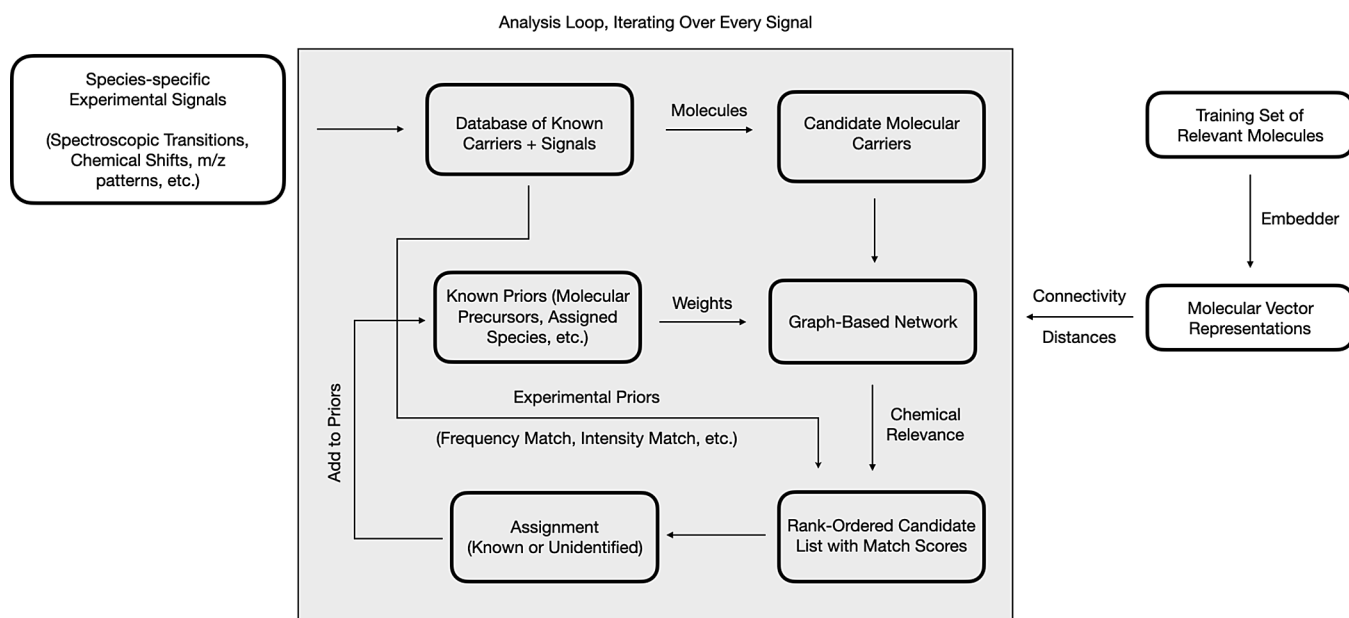 Analysis Loop, Iterating Over Every Signal
Species-specific
Experimental Signals
(Spectroscopic Transitions,
Chemical Shifts, m/z
patterns, etc.)
Database of Known
Carriers + Signals
Molecules
Candidate Molecular
Carriers
Training Set of
Relevant Molecules
Embedder
Known Priors (Molecular
Precursors, Assigned
Species, etc.)
Weights
Graph-Based Network
Connectivity
Distances
Molecular Vector
Representations
Experimental Priors
(Frequency Match, Intensity Match, etc.)
Chemical
Relevance
Add to Priors
Assignment
(Known or Unidentified)
Rank-Ordered Candidate
List with Match Scores